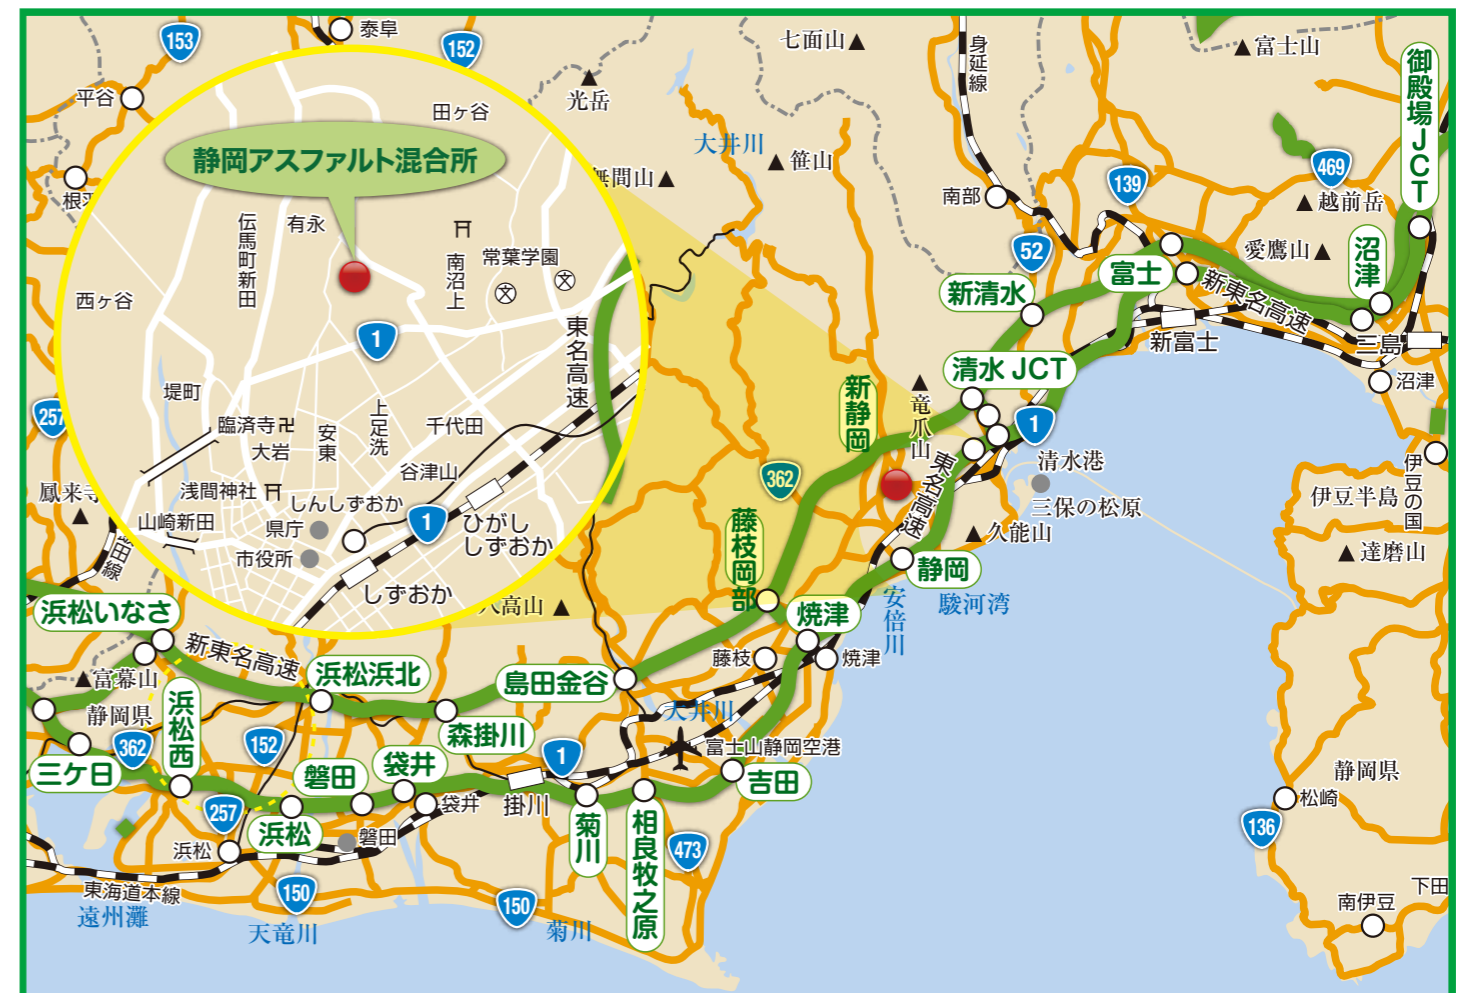 153
泰阜
152
七面山
富士山
身延線
御殿場JCT
平谷
光岳
田ヶ谷
大井川
笹山
469
139
静岡アスファルト混合所
無間山
南部
越前岳
伝馬町新田
有永
常葉学園
南沼上
52
愛鷹山
沼津
富士
新東名高速
新清水
西ヶ谷
1
東名高速
新富士
三島
清水 JCT
沼津
新静岡
竜爪山
堤町
257
臨済寺
大岩
安東
上足洗
千代田
1
清水港
伊豆の国
谷津山
362
東名高速
三保の松原
伊豆半島
浅間神社
しんしずおか
鳳来寺
山崎新田
県庁
1
ひがし
しずおか
藤枝岡部
久能山
達磨山
市役所
飯田線
静岡
しずおか
安倍川
駿河湾
浜松いなさ
八高山
焼津
新東名高速
藤枝
焼津
富幕山
浜松浜北
島田金谷
浜松西
静岡県
大井川
362
152
森掛川
1
富士山静岡空港
三ケ日
磐田
袋井
吉田
静岡県
257
浜松
袋井
掛川
松崎
菊川
相良牧之原
136
浜松
磐田
473
東海道本線
150
150
下田
遠州灘
天竜川
菊川
南伊豆